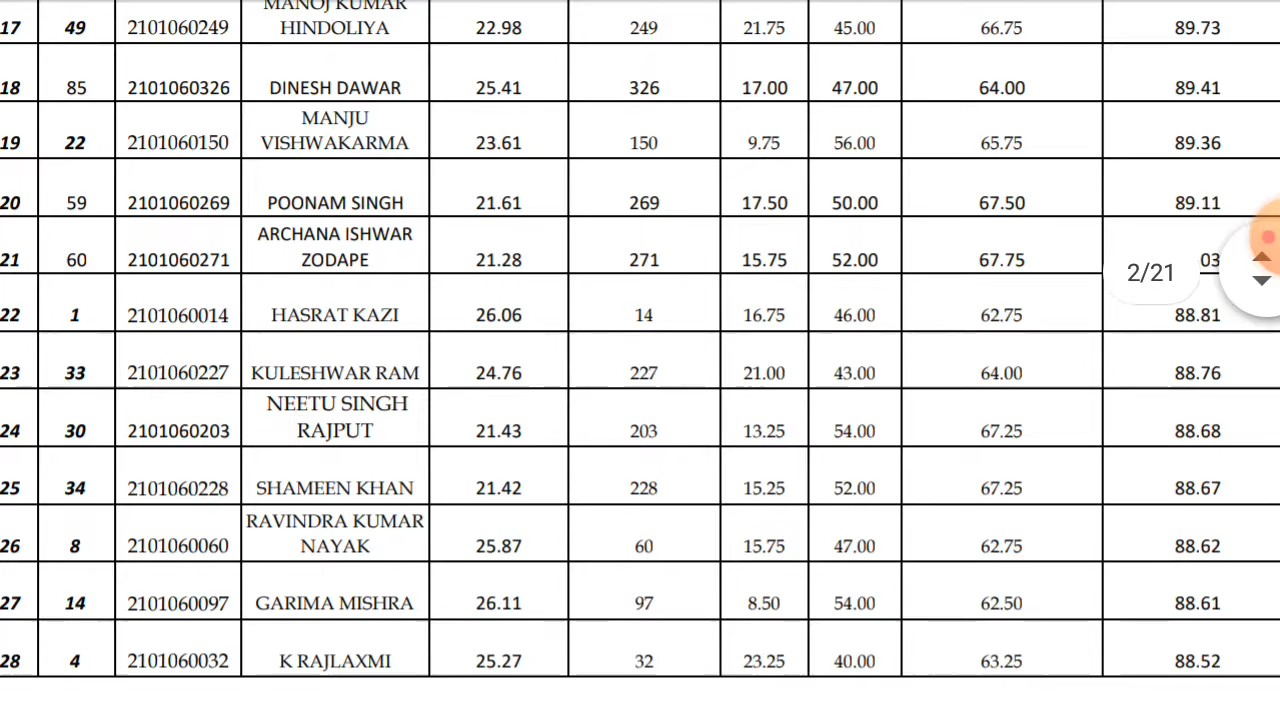 MANOJ KUMAR
17 49 2101060249 HINDOLIYA 22.98 249 21.75 45.00 66.75 89.73
18 85 2101060326 DINESH DAWAR 25.41 326 17.00 47.00 64.00 89.41
MANJU
19 22 2101060150 VISHWAKARMA 23.61 150 9.75 56.00 65.75 89.36
20 59 2101060269 POONAM SINGH 21.61 269 17.50 50.00 67.50 89.11
ARCHANA ISHWAR
21 60 2101060271 ZODAPE 21.28 271 15.75 52.00 67.75 03
2/21
22 1 2101060014 HASRAT KAZI 26.06 14 16.75 46.00 62.75 88.81
23 33 2101060227 KULESHWAR RAM 24.76 227 21.00 43.00 64.00 88.76
NEETU SINGH
24 30 2101060203 RAJPUT 21.43 203 13.25 54.00 67.25 88.68
25 34 2101060228 SHAMEEN KHAN 21.42 228 15.25 52.00 67.25 88.67
RAVINDRA KUMAR
26 8 2101060060 NAYAK 25.87 60 15.75 47.00 62.75 88.62
27 14 2101060097 GARIMA MISHRA 26.11 97 8.50 54.00 62.50 88.61
28 4 2101060032 K RAJLAXMI 25.27 32 23.25 40.00 63.25 88.52